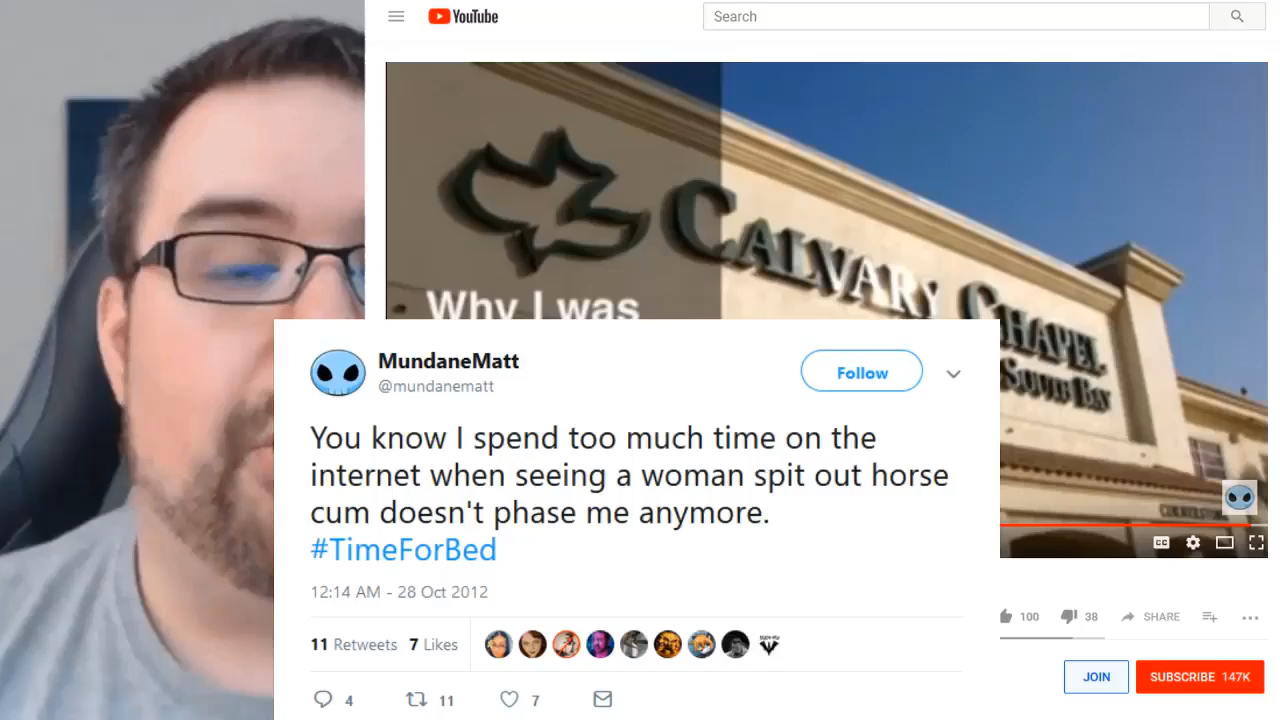 YouTube
Search
CALVARY CHAPEL
SOUTH BAY
Why I was
MundaneMatt
@mundanematt
Follow
You know I spend too much time on the
internet when seeing a woman spit out horse
cum doesn't phase me anymore.
#TimeForBed
12:14 AM - 28 Oct 2012
11 Retweets 7 Likes
4 11 7
CC
100 38 SHARE
JOIN SUBSCRIBE 147K